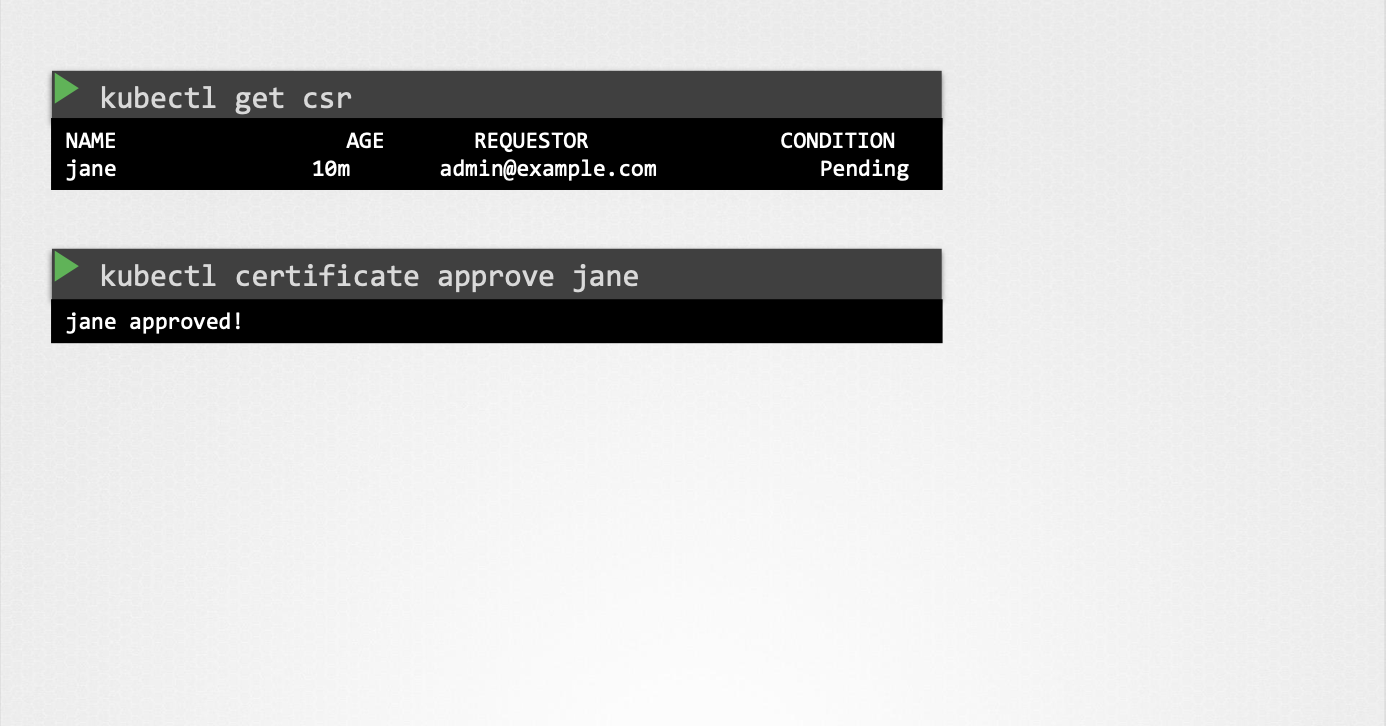 kubectl get csr
NAME AGE REQUESTOR CONDITION
jane 10m admin@example.com Pending
kubectl certificate approve jane
jane approved!